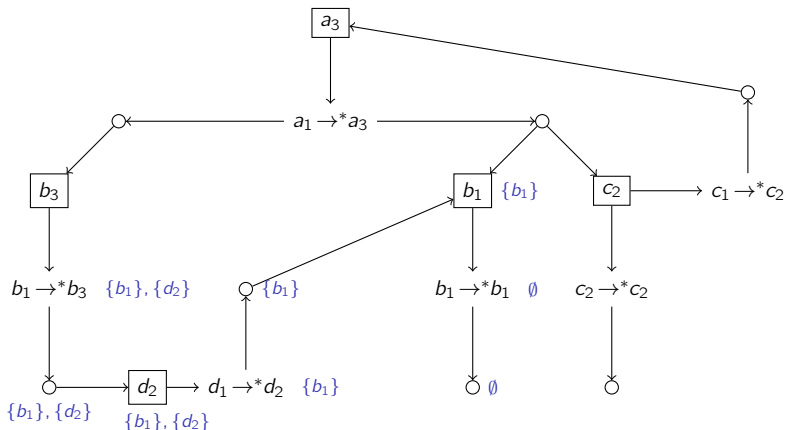 a₃
a₁ →* a₃
b₃
b₁ {b₁}
c₂
c₁ →* c₂
b₁ →* b₃ {b₁}, {d₂}
{b₁}
b₁ →* b₁ ∅
c₂ →* c₂
{b₁}, {d₂}
d₂
{b₁}, {d₂}
d₁ →* d₂ {b₁}
∅